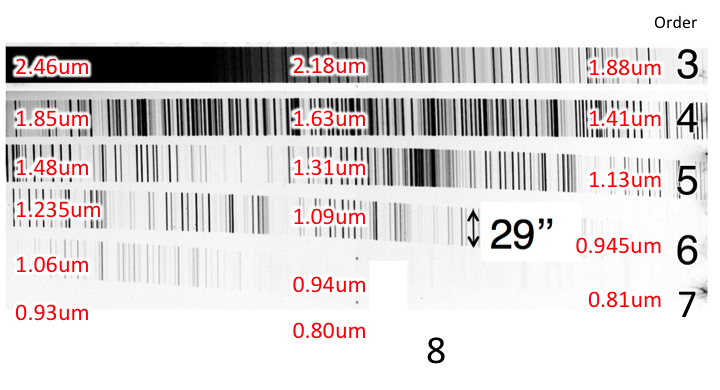 Order
2.46um 2.18um 1.88um 3
1.85um 1.63um 1.41um 4
1.48um 1.31um 1.13um 5
1.235um 1.09um 29” 0.945um 6
1.06um 0.94um 0.81um 7
0.93um 0.80um 8